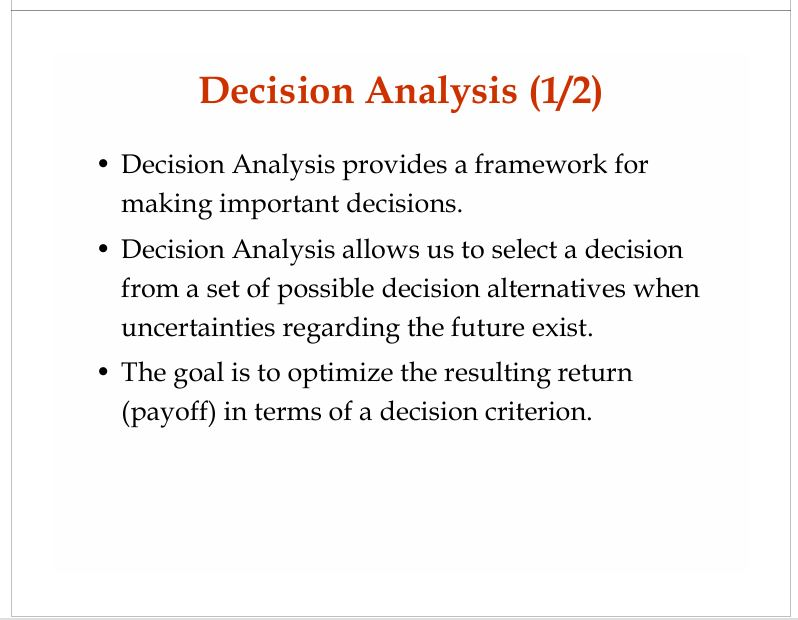 Decision Analysis (1/2)
• Decision Analysis provides a framework for
making important decisions.
• Decision Analysis allows us to select a decision
from a set of possible decision alternatives when
uncertainties regarding the future exist.
• The goal is to optimize the resulting return
(payoff) in terms of a decision criterion.